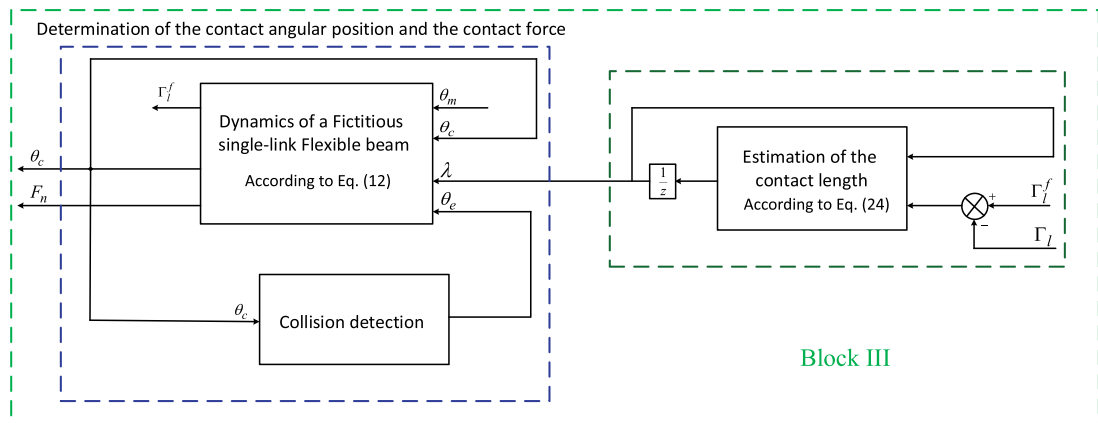 Determination of the contact angular position and the contact force
Γ_l^f
θ_m
θ_c
λ
θ_e
Dynamics of a Fictitious
single-link Flexible beam
According to Eq. (12)
θ_c
F_n
θ_c
Collision detection
1
z
Estimation of the
contact length
According to Eq. (24)
+
Γ_l^f
−
Γ_l
Block III